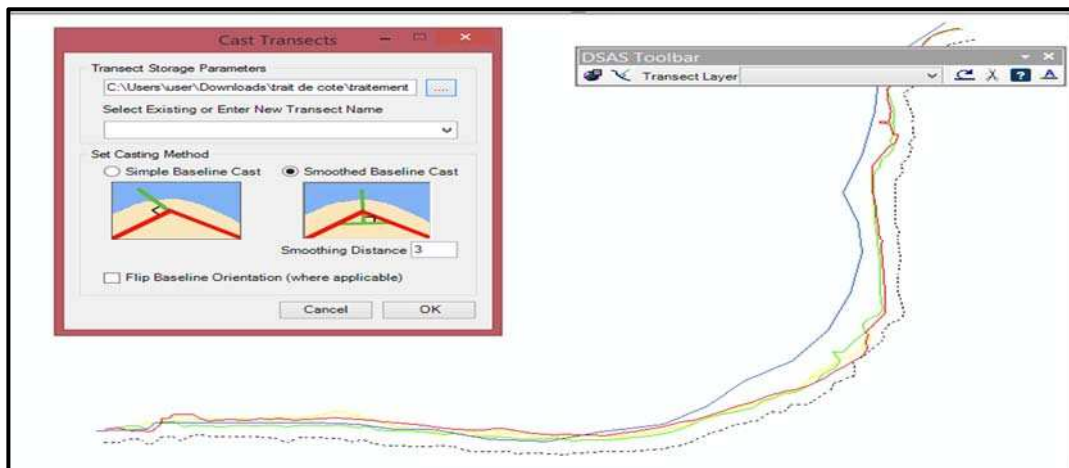 Cast Transects
DSAS Toolbar
Transect Layer
Transect Storage Parameters
C:\Users\user\Downloads\trait de cote\traitement
....
Select Existing or Enter New Transect Name
Set Casting Method
Simple Baseline Cast
Smoothed Baseline Cast
Smoothing Distance 3
Flip Baseline Orientation (where applicable)
Cancel
OK